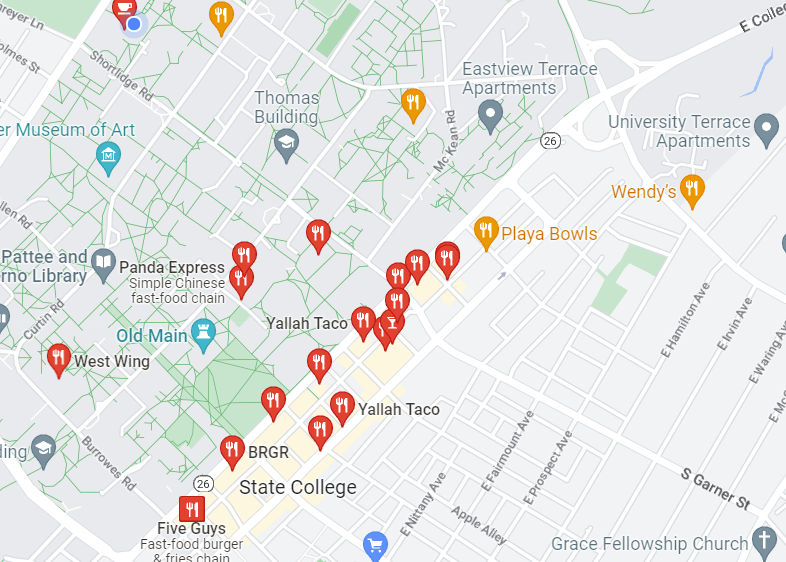 E College
Shortlidge Rd
olmes St
Eastview Terrace
Apartments
Thomas
Building
er Museum of Art
Mc Kean Rd
26
University Terrace
Apartments
Wendy's
Playa Bowls
llen Rd
Pattee and
rno Library
Panda Express
Simple Chinese
fast-food chain
Curtin Rd
Yallah Taco
Old Main
West Wing
E Hamilton Ave
E Irvin Ave
E Waring Ave
Yallah Taco
BRGR
ding
Burrowes Rd
26
State College
E Fairmount Ave
E Prospect Ave
E Nittany Ave
S Garner St
Five Guys
Fast-food burger
& fries chain
Apple Alley
Grace Fellowship Church